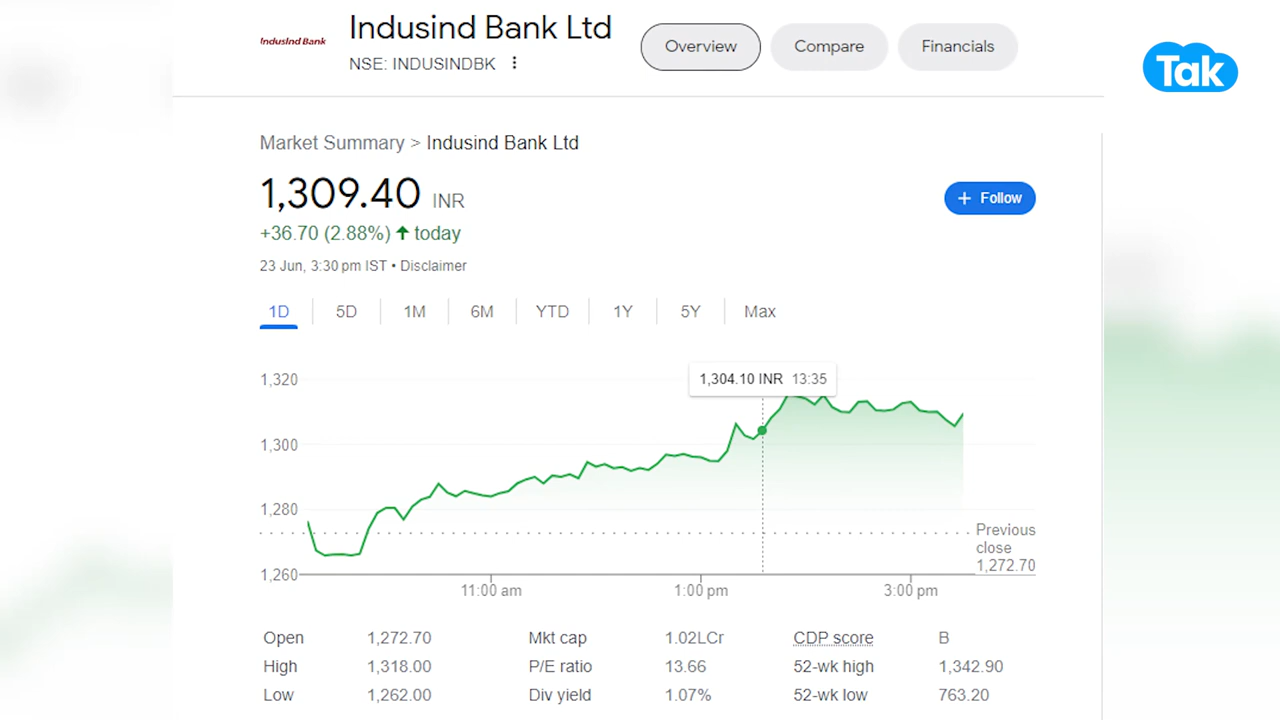 IndusInd Bank
Indusind Bank Ltd
NSE: INDUSINDBK
Overview
Compare
Financials
Tak
Market Summary > Indusind Bank Ltd
1,309.40 INR
+36.70 (2.88%) ↑ today
23 Jun, 3:30 pm IST • Disclaimer
+ Follow
1D 5D 1M 6M YTD 1Y 5Y Max
1,304.10 INR 13:35
1,320
1,300
1,280
1,260
Previous
close
1,272.70
11:00 am 1:00 pm 3:00 pm
Open 1,272.70 Mkt cap 1.02LCr CDP score B
High 1,318.00 P/E ratio 13.66 52-wk high 1,342.90
Low 1,262.00 Div yield 1.07% 52-wk low 763.20